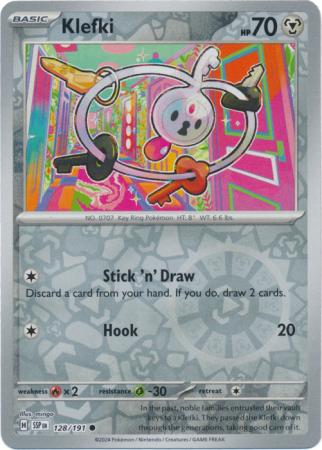 BASIC
Klefki
HP 70
NO. 0707 Key Ring Pokémon HT: 8" WT: 6.6 lbs.
Stick 'n' Draw
Discard a card from your hand. If you do, draw 2 cards.
Hook 20
weakness ×2 resistance -30 retreat
Illus. mingo
H SSP EN 128/191
In the past, noble families entrusted their vault
keys to a Klefki. They passed the Klefki down
through the generations, taking good care of it.
©2024 Pokémon / Nintendo / Creatures / GAME FREAK